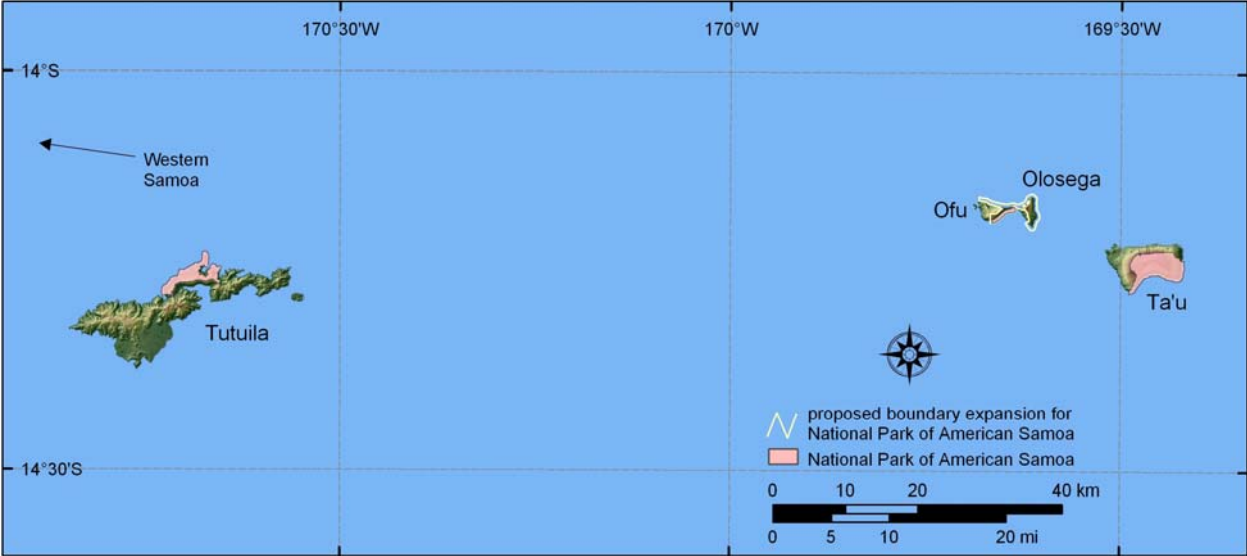 170°30'W
170°W
169°30'W
14°S
Western
Samoa
Olosega
Ofu
Ta'u
Tutuila
proposed boundary expansion for
National Park of American Samoa
National Park of American Samoa
14°30'S
0 10 20 40 km
0 5 10 20 mi